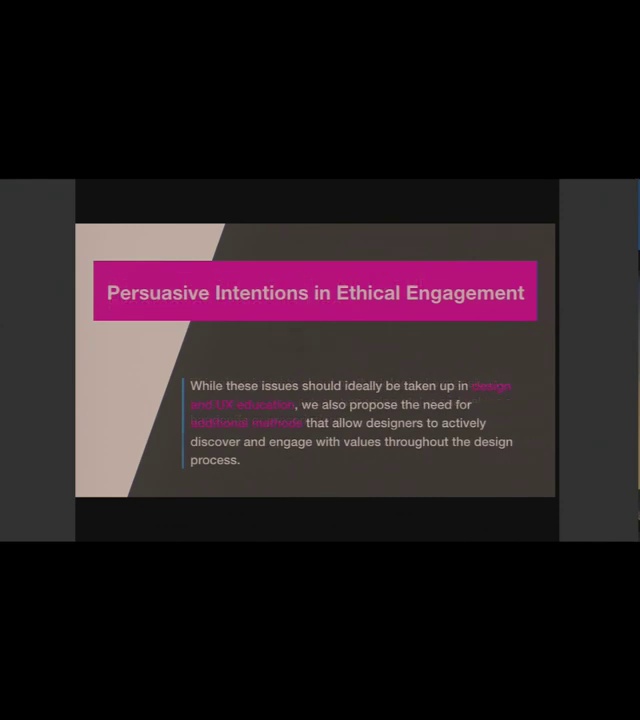 Persuasive Intentions in Ethical Engagement
While these issues should ideally be taken up in design
and UX education, we also propose the need for
additional methods that allow designers to actively
discover and engage with values throughout the design
process.